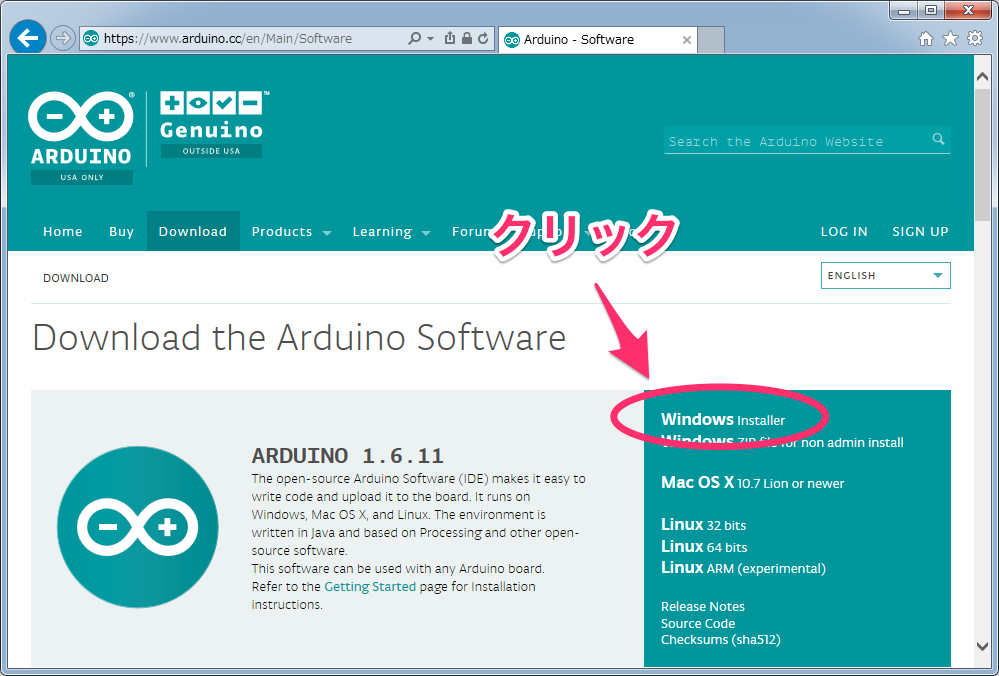 https://www.arduino.cc/en/Main/Software
Arduino - Software
ARDUINO
USA ONLY
Genuino
OUTSIDE USA
Search the Arduino Website
Home Buy Download Products Learning
LOG IN SIGN UP
クリック
DOWNLOAD
ENGLISH
Download the Arduino Software
ARDUINO 1.6.11
The open-source Arduino Software (IDE) makes it easy to
write code and upload it to the board. It runs on
Windows, Mac OS X, and Linux. The environment is
written in Java and based on Processing and other open-
source software.
This software can be used with any Arduino board.
Refer to the Getting Started page for Installation
instructions.
Windows Installer
Windows ZIP file for non admin install
Mac OS X 10.7 Lion or newer
Linux 32 bits
Linux 64 bits
Linux ARM (experimental)
Release Notes
Source Code
Checksums (sha512)